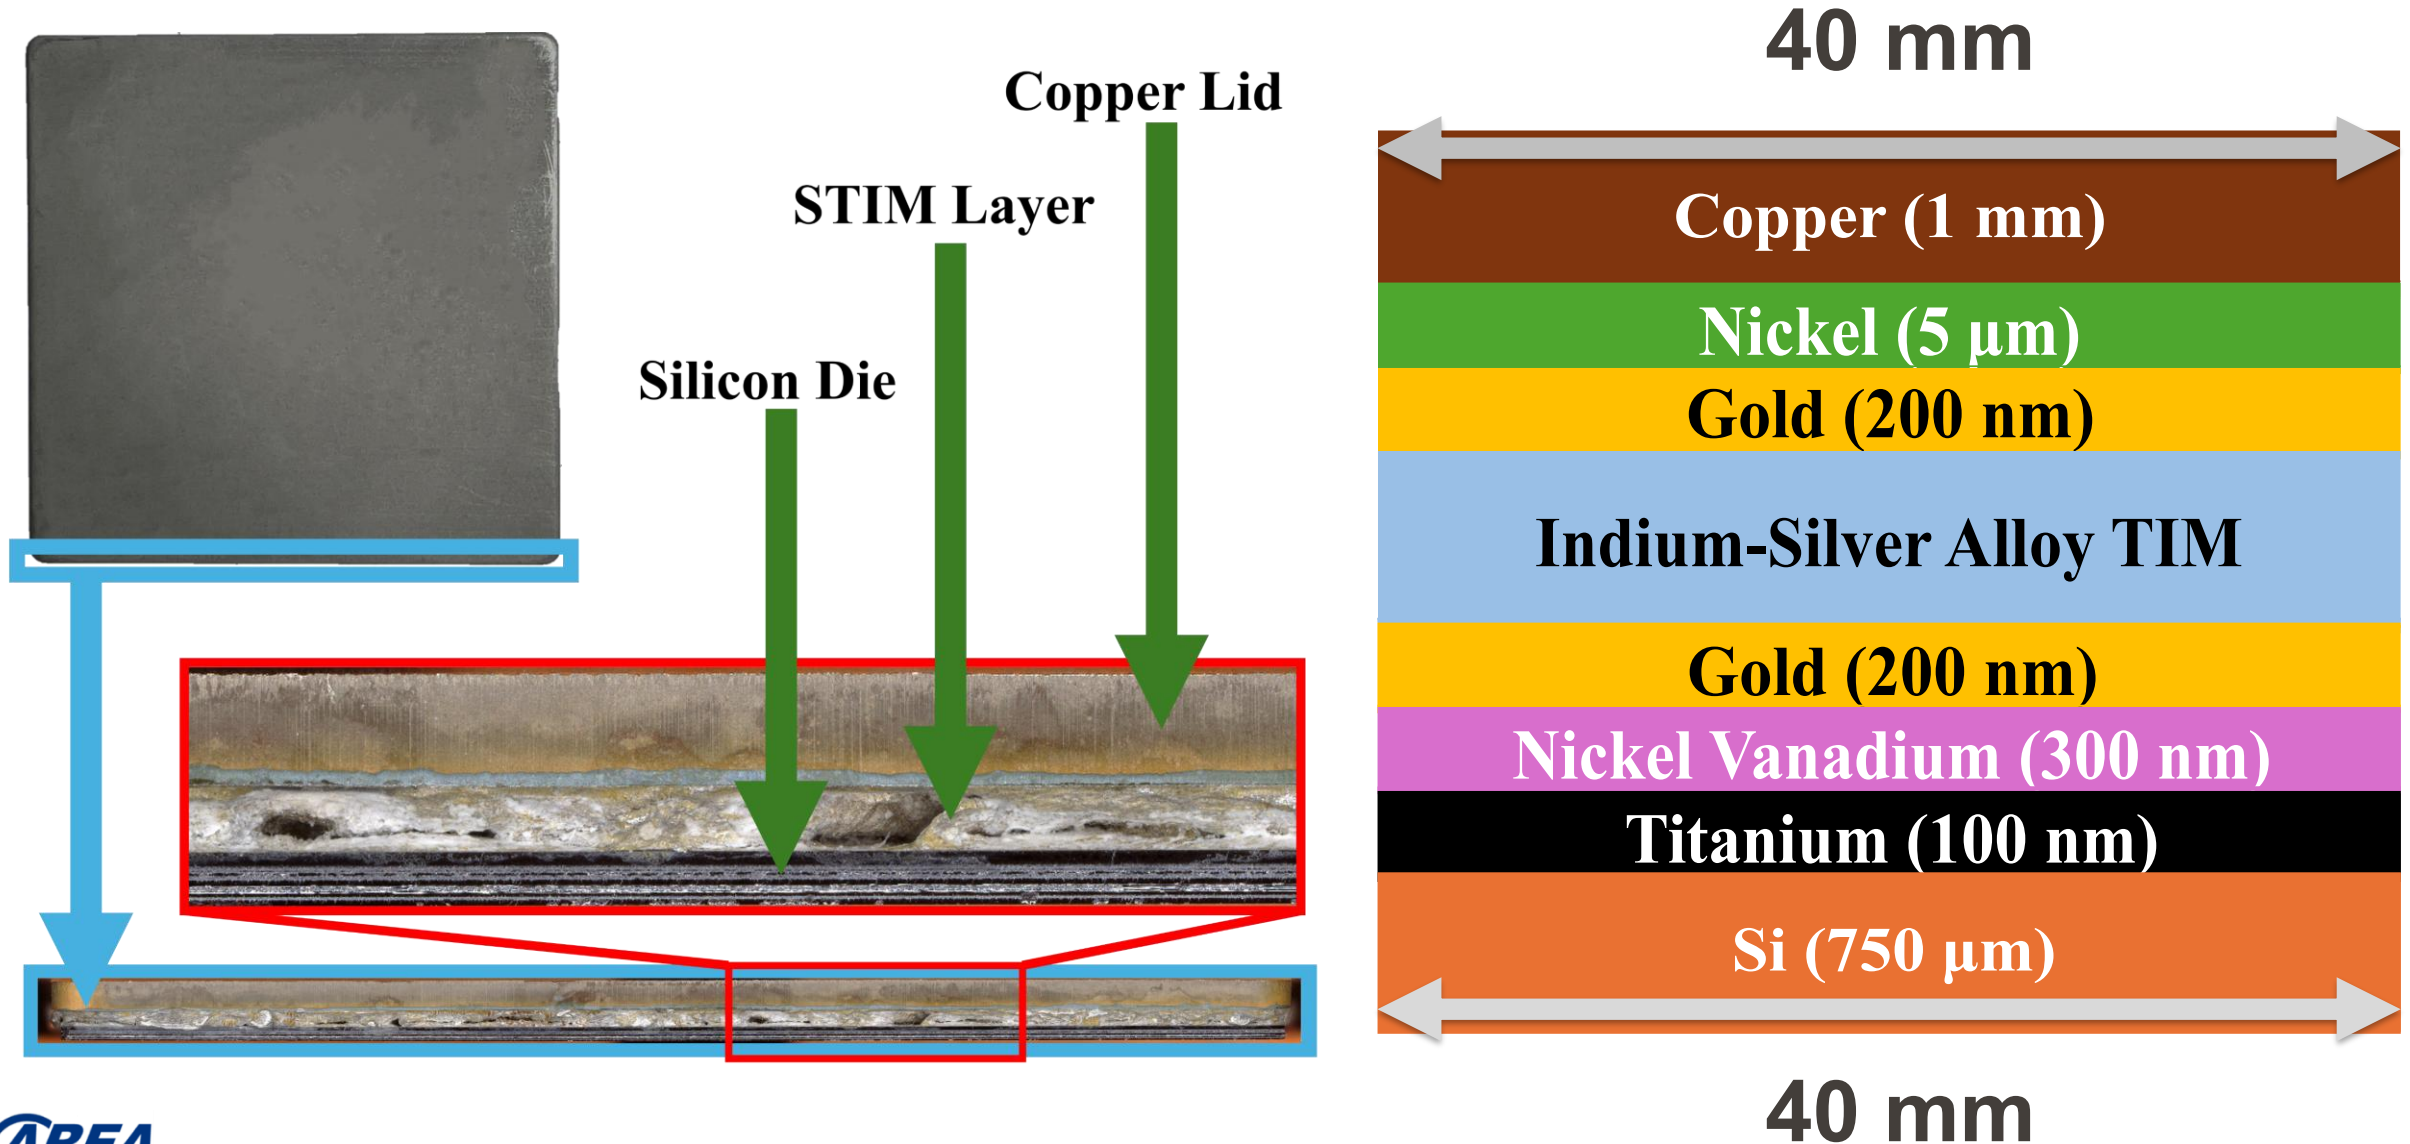 40 mm
Copper Lid
STIM Layer
Silicon Die
Copper (1 mm)
Nickel (5 μm)
Gold (200 nm)
Indium-Silver Alloy TIM
Gold (200 nm)
Nickel Vanadium (300 nm)
Titanium (100 nm)
Si (750 μm)
40 mm
AREA